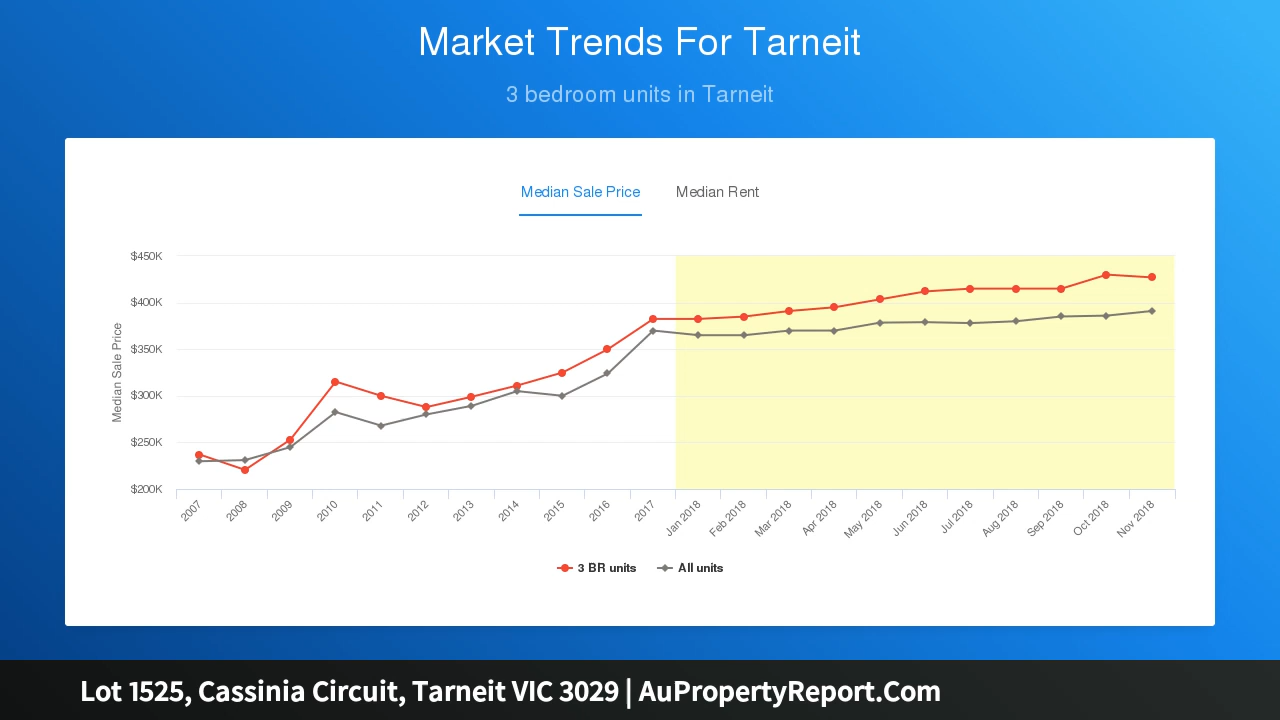 Market Trends For Tarneit
3 bedroom units in Tarneit
Median Sale Price
Median Rent
Median Sale Price
$450K
$400K
$350K
$300K
$250K
$200K
2007
2008
2009
2010
2011
2012
2013
2014
2015
2016
2017
Jan 2018
Feb 2018
Mar 2018
Apr 2018
May 2018
Jun 2018
Jul 2018
Aug 2018
Sep 2018
Oct 2018
Nov 2018
3 BR units
All units
Lot 1525, Cassinia Circuit, Tarneit VIC 3029 | AuPropertyReport.Com